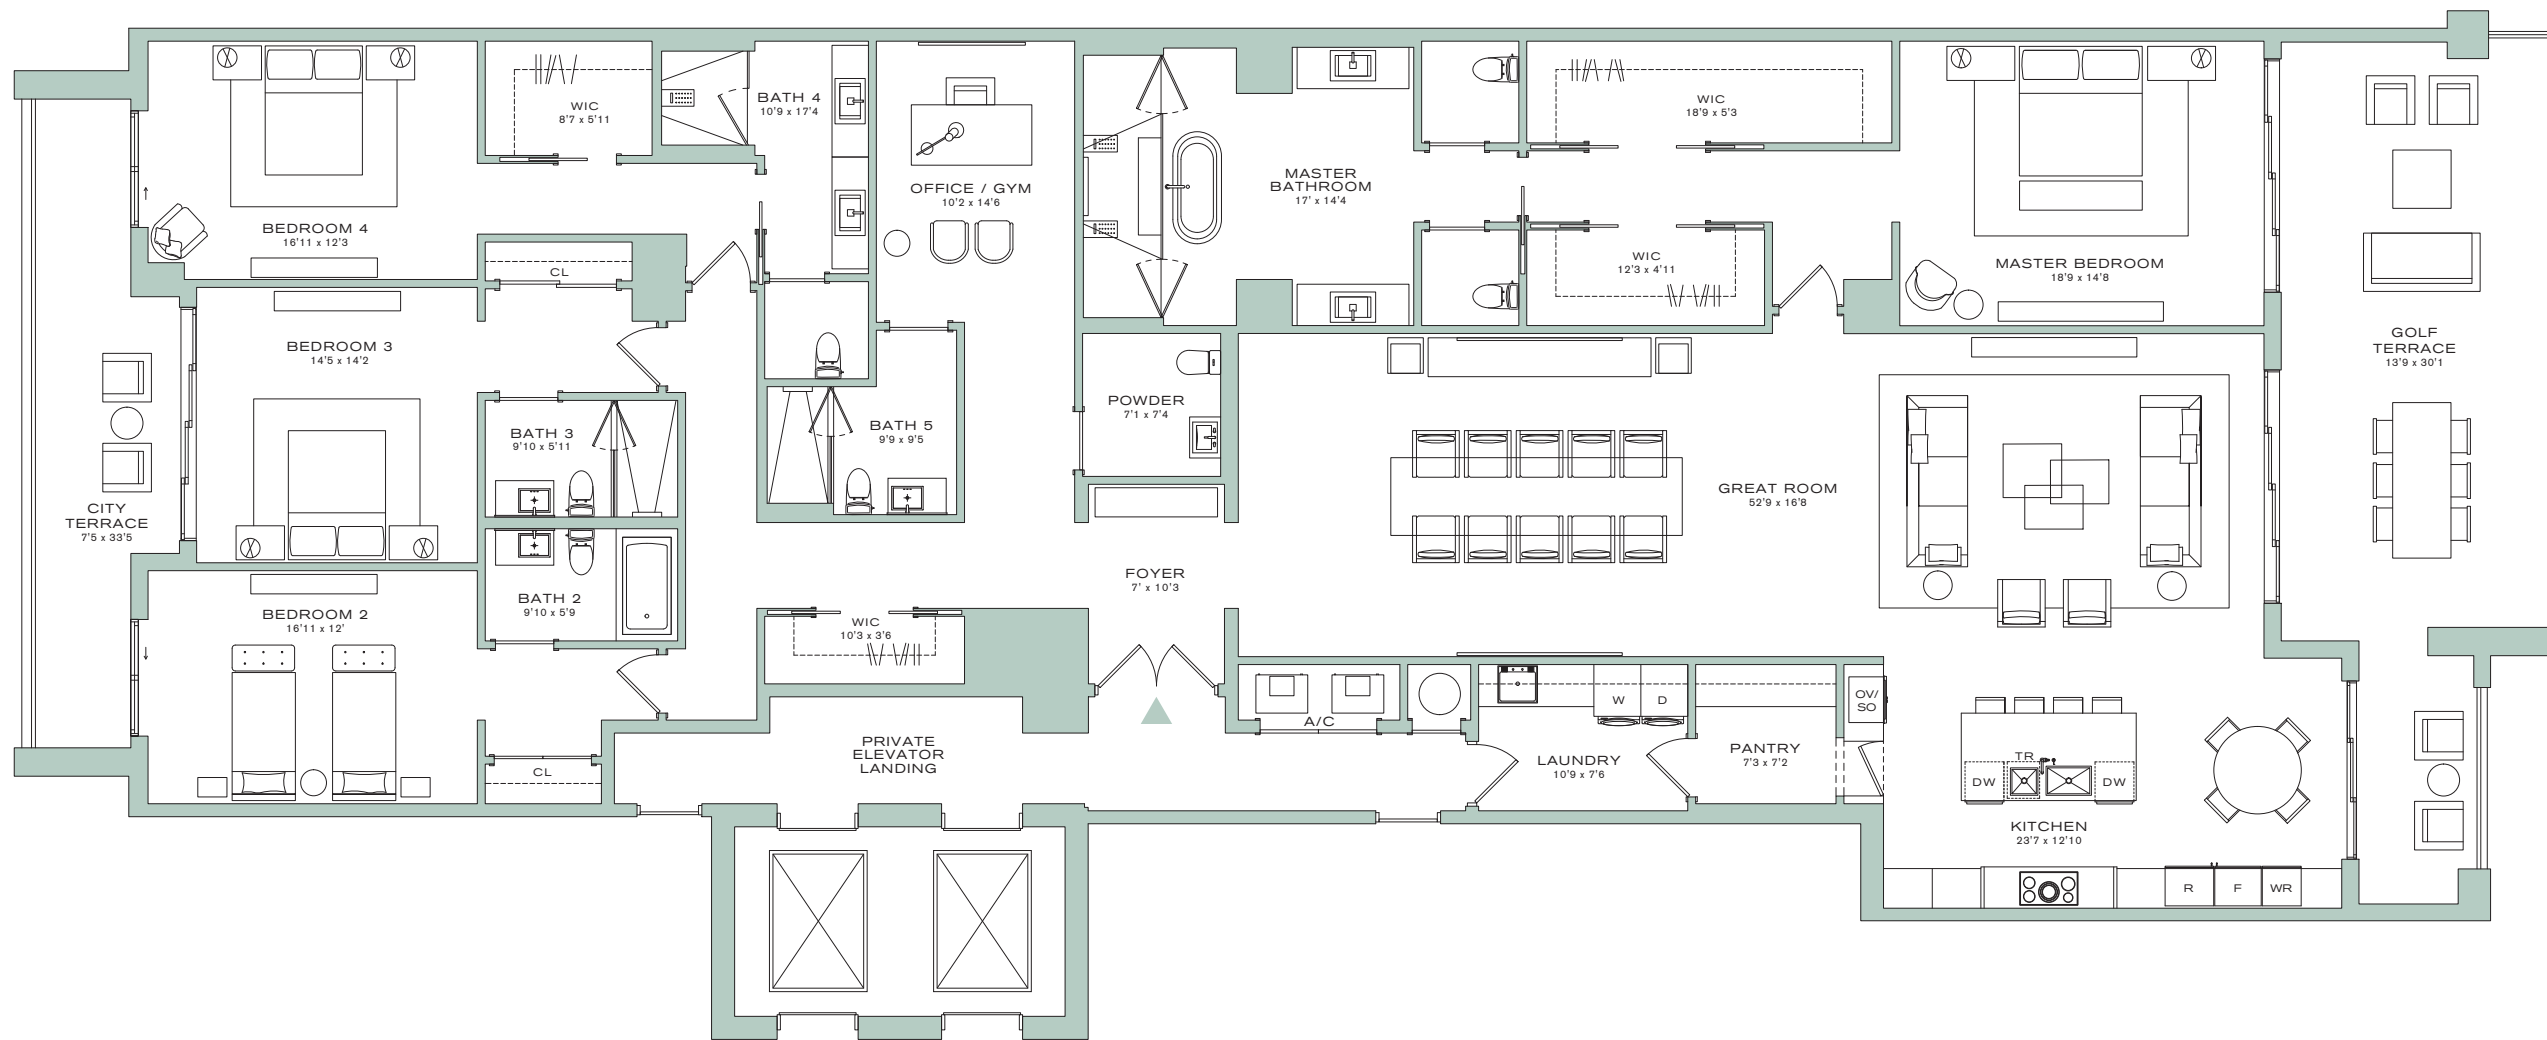 WIC
8'7 x 5'11
BATH 4
10'9 x 17'4
WIC
18'9 x 5'3
OFFICE / GYM
10'2 x 14'6
MASTER
BATHROOM
17' x 14'4
BEDROOM 4
16'11 x 12'3
CL
WIC
12'3 x 4'11
MASTER BEDROOM
18'9 x 14'8
BEDROOM 3
14'5 x 14'2
GOLF
TERRACE
13'9 x 30'1
POWDER
7'1 x 7'4
BATH 3
9'10 x 5'11
BATH 5
9'9 x 9'5
CITY
TERRACE
7'5 x 33'5
GREAT ROOM
52'9 x 16'8
FOYER
7' x 10'3
BATH 2
9'10 x 5'9
BEDROOM 2
16'11 x 12'
WIC
10'3 x 3'6
W
D
OV/
SO
A/C
PRIVATE
ELEVATOR
LANDING
LAUNDRY
10'9 x 7'6
PANTRY
7'3 x 7'2
CL
TR
DW
DW
KITCHEN
23'7 x 12'10
R
F
WR